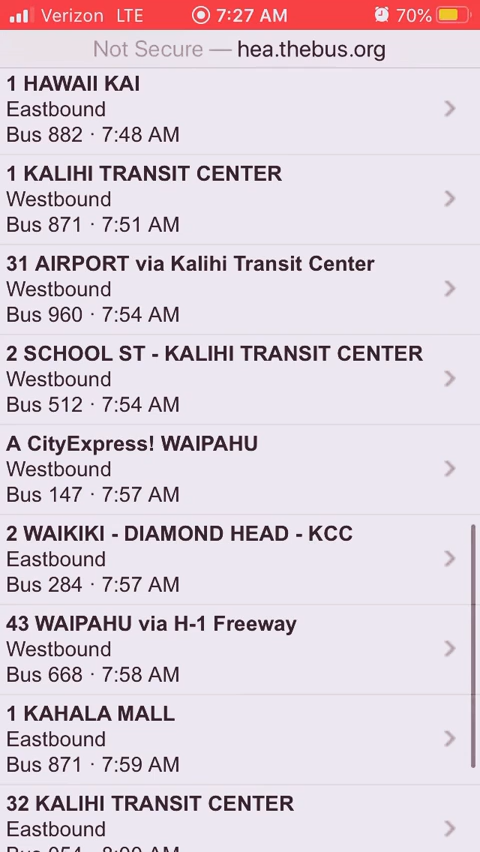 Verizon LTE 7:27 AM 70%
Not Secure — hea.thebus.org
1 HAWAII KAI
Eastbound
Bus 882 · 7:48 AM
1 KALIHI TRANSIT CENTER
Westbound
Bus 871 · 7:51 AM
31 AIRPORT via Kalihi Transit Center
Westbound
Bus 960 · 7:54 AM
2 SCHOOL ST - KALIHI TRANSIT CENTER
Westbound
Bus 512 · 7:54 AM
A CityExpress! WAIPAHU
Westbound
Bus 147 · 7:57 AM
2 WAIKIKI - DIAMOND HEAD - KCC
Eastbound
Bus 284 · 7:57 AM
43 WAIPAHU via H-1 Freeway
Westbound
Bus 668 · 7:58 AM
1 KAHALA MALL
Eastbound
Bus 871 · 7:59 AM
32 KALIHI TRANSIT CENTER
Eastbound